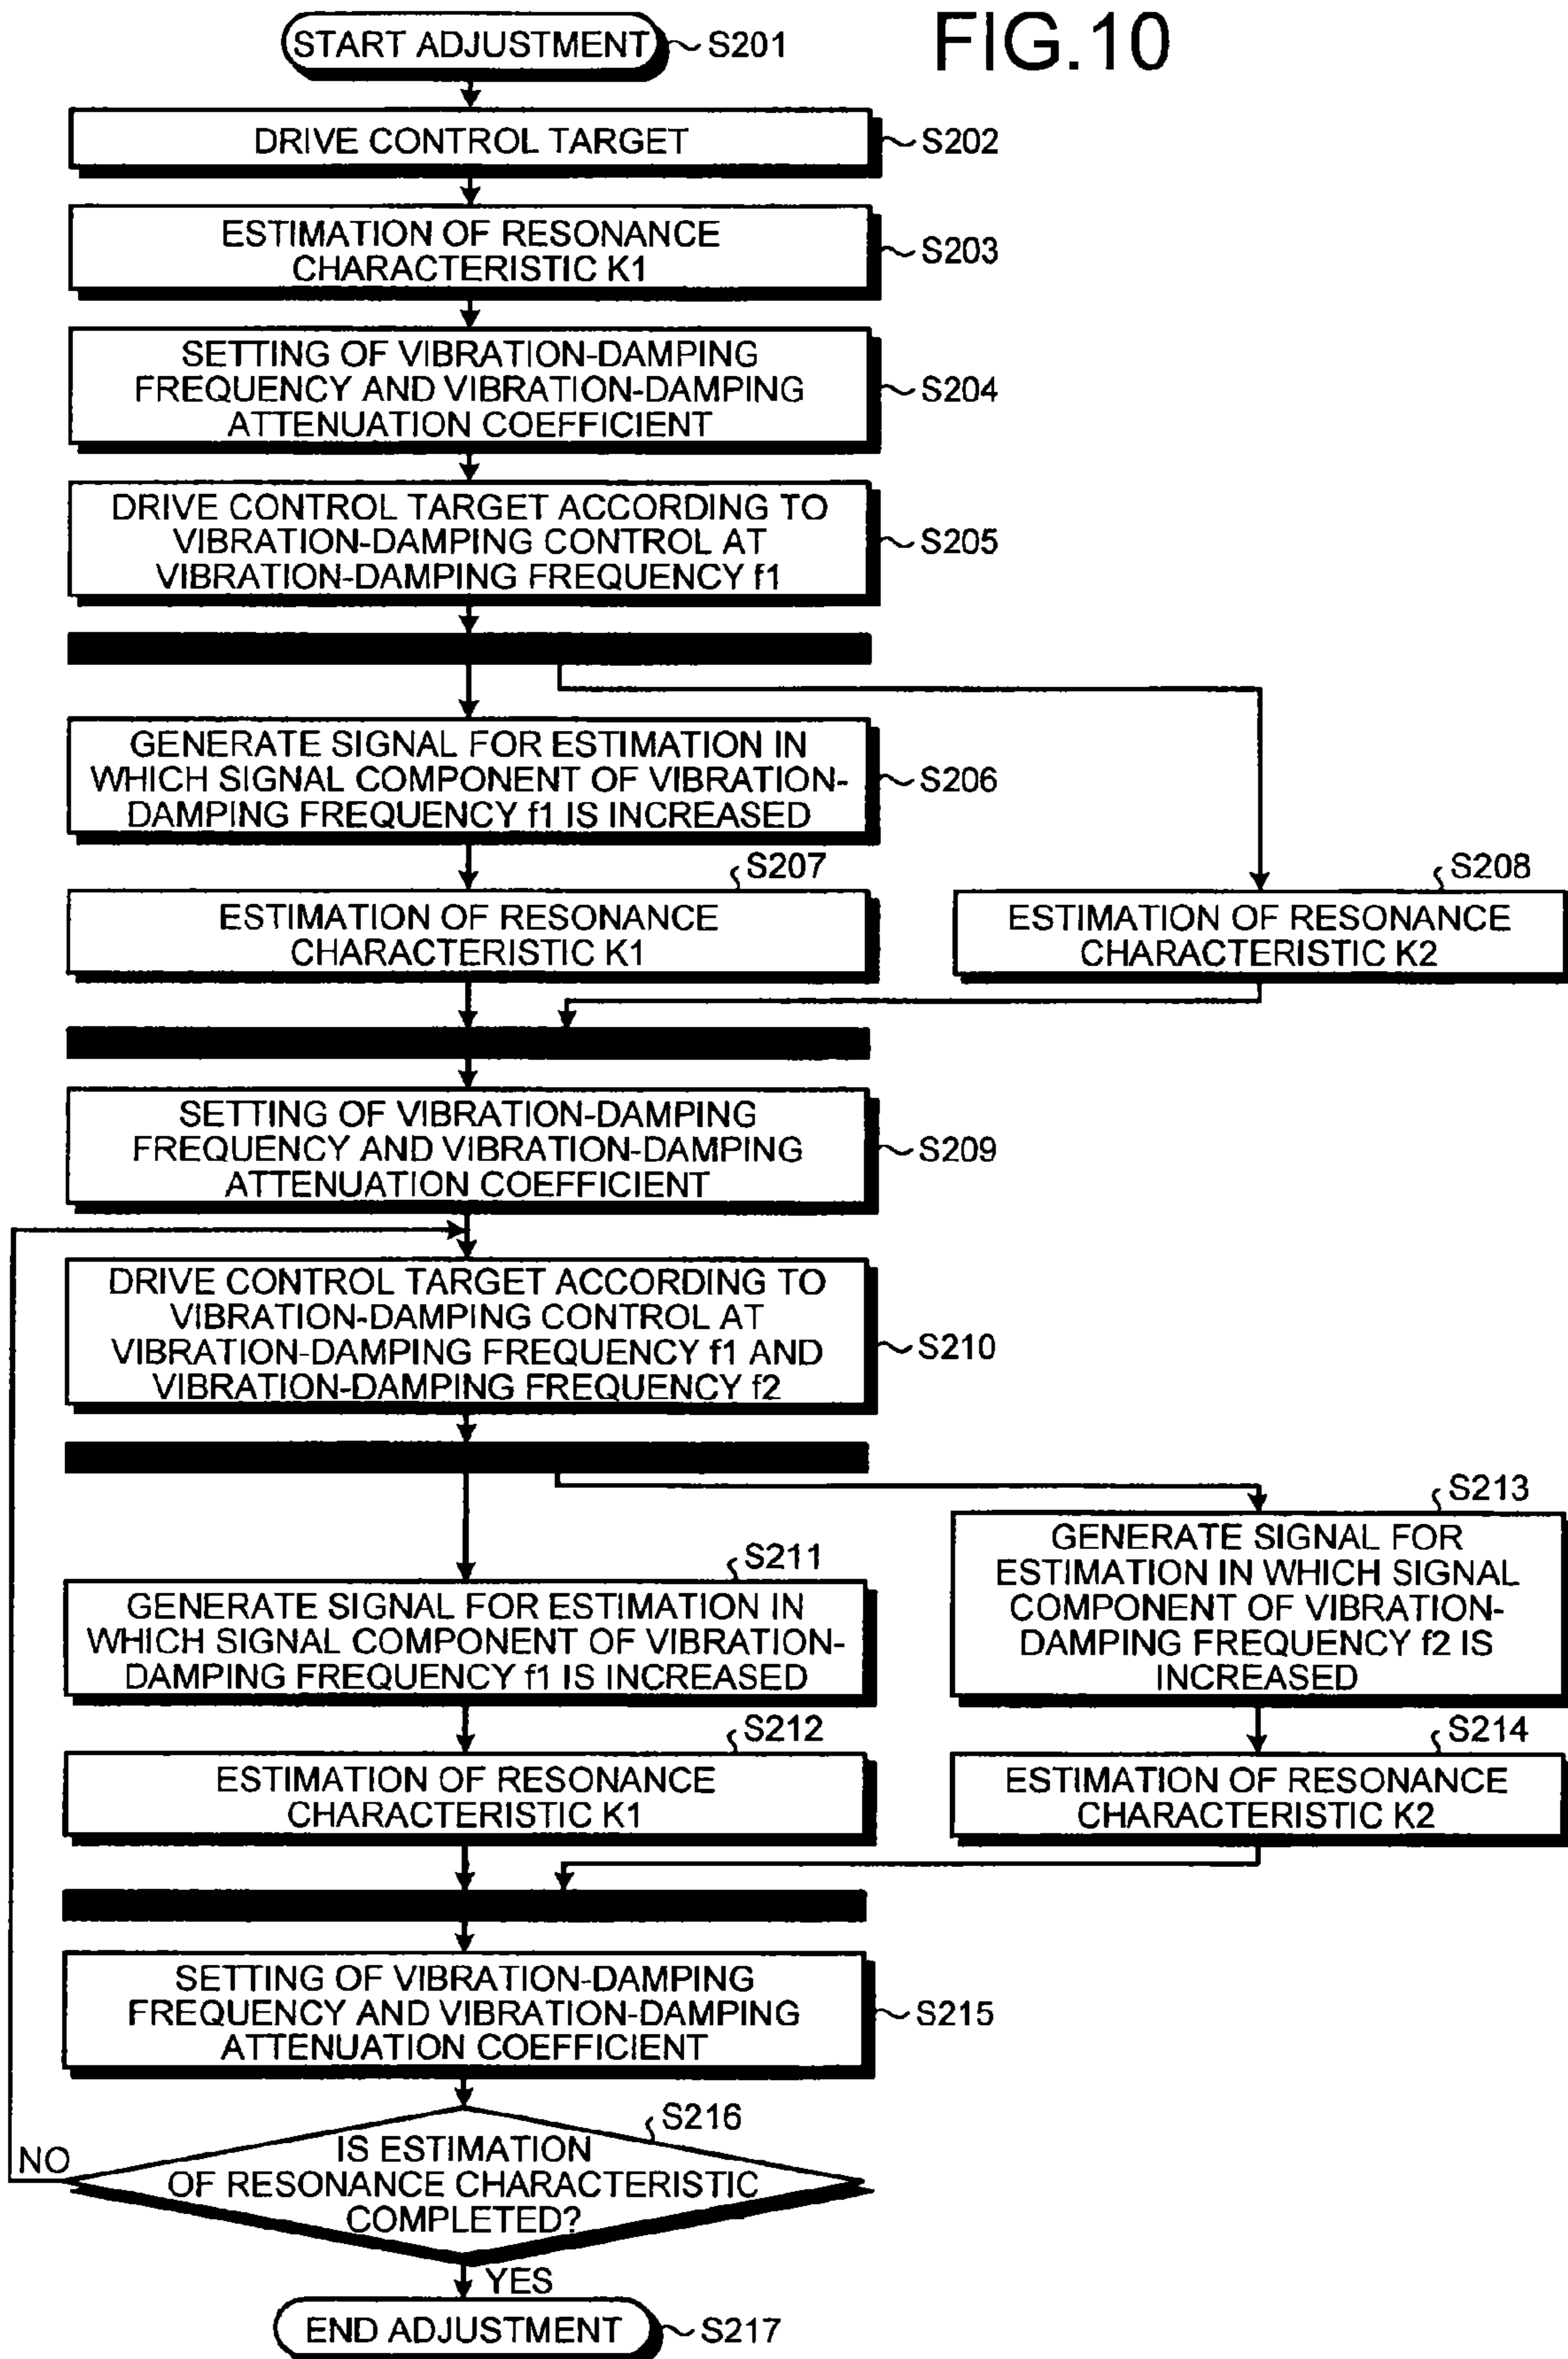 FIG.10
START ADJUSTMENT
S201
DRIVE CONTROL TARGET
S202
ESTIMATION OF RESONANCE
CHARACTERISTIC K1
S203
SETTING OF VIBRATION-DAMPING
FREQUENCY AND VIBRATION-DAMPING
ATTENUATION COEFFICIENT
S204
DRIVE CONTROL TARGET ACCORDING TO
VIBRATION-DAMPING CONTROL AT
VIBRATION-DAMPING FREQUENCY f1
S205
GENERATE SIGNAL FOR ESTIMATION IN
WHICH SIGNAL COMPONENT OF VIBRATION-
DAMPING FREQUENCY f1 IS INCREASED
S206
S207
ESTIMATION OF RESONANCE
CHARACTERISTIC K1
S208
ESTIMATION OF RESONANCE
CHARACTERISTIC K2
SETTING OF VIBRATION-DAMPING
FREQUENCY AND VIBRATION-DAMPING
ATTENUATION COEFFICIENT
S209
DRIVE CONTROL TARGET ACCORDING TO
VIBRATION-DAMPING CONTROL AT
VIBRATION-DAMPING FREQUENCY f1 AND
VIBRATION-DAMPING FREQUENCY f2
S210
S211
GENERATE SIGNAL FOR ESTIMATION IN
WHICH SIGNAL COMPONENT OF VIBRATION-
DAMPING FREQUENCY f1 IS INCREASED
S212
ESTIMATION OF RESONANCE
CHARACTERISTIC K1
S213
GENERATE SIGNAL FOR
ESTIMATION IN WHICH SIGNAL
COMPONENT OF VIBRATION-
DAMPING FREQUENCY f2 IS
INCREASED
S214
ESTIMATION OF RESONANCE
CHARACTERISTIC K2
SETTING OF VIBRATION-DAMPING
FREQUENCY AND VIBRATION-DAMPING
ATTENUATION COEFFICIENT
S215
S216
IS ESTIMATION
OF RESONANCE CHARACTERISTIC
COMPLETED?
NO
YES
END ADJUSTMENT
S217